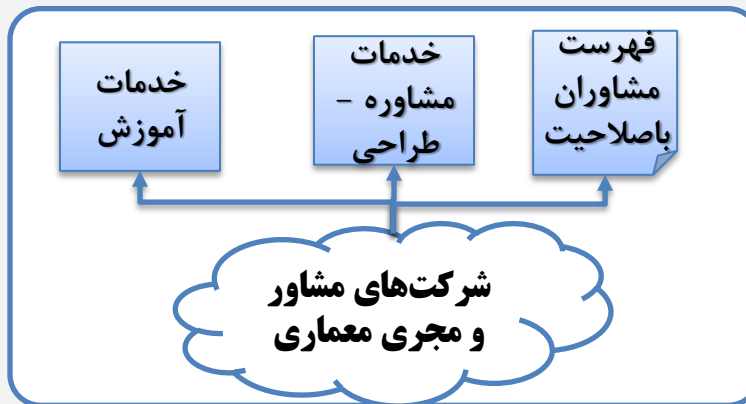 فهرست
مشاوران
باصلاحیت
خدمات
مشاوره –
طراحی
خدمات
آموزش
شرکت‌های مشاور
و مجری معماری